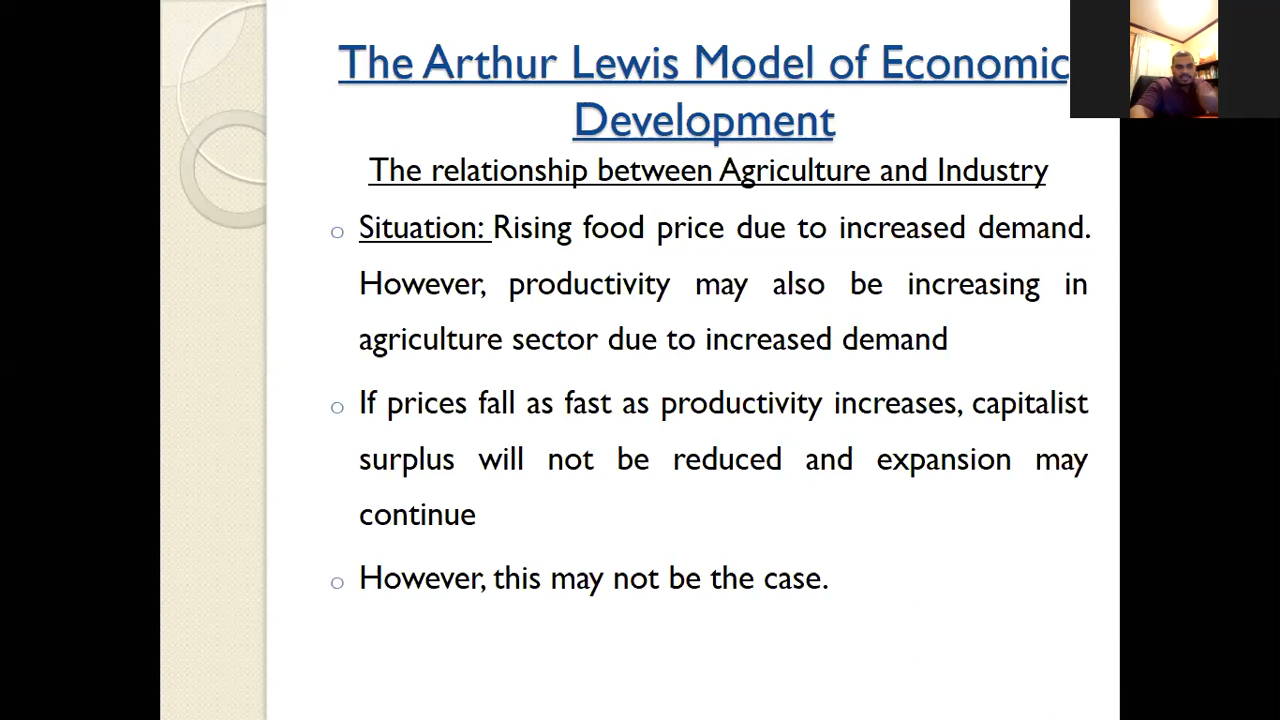 The Arthur Lewis Model of Economic
Development
The relationship between Agriculture and Industry
Situation: Rising food price due to increased demand.
However, productivity may also be increasing in
agriculture sector due to increased demand
If prices fall as fast as productivity increases, capitalist
surplus will not be reduced and expansion may
continue
However, this may not be the case.